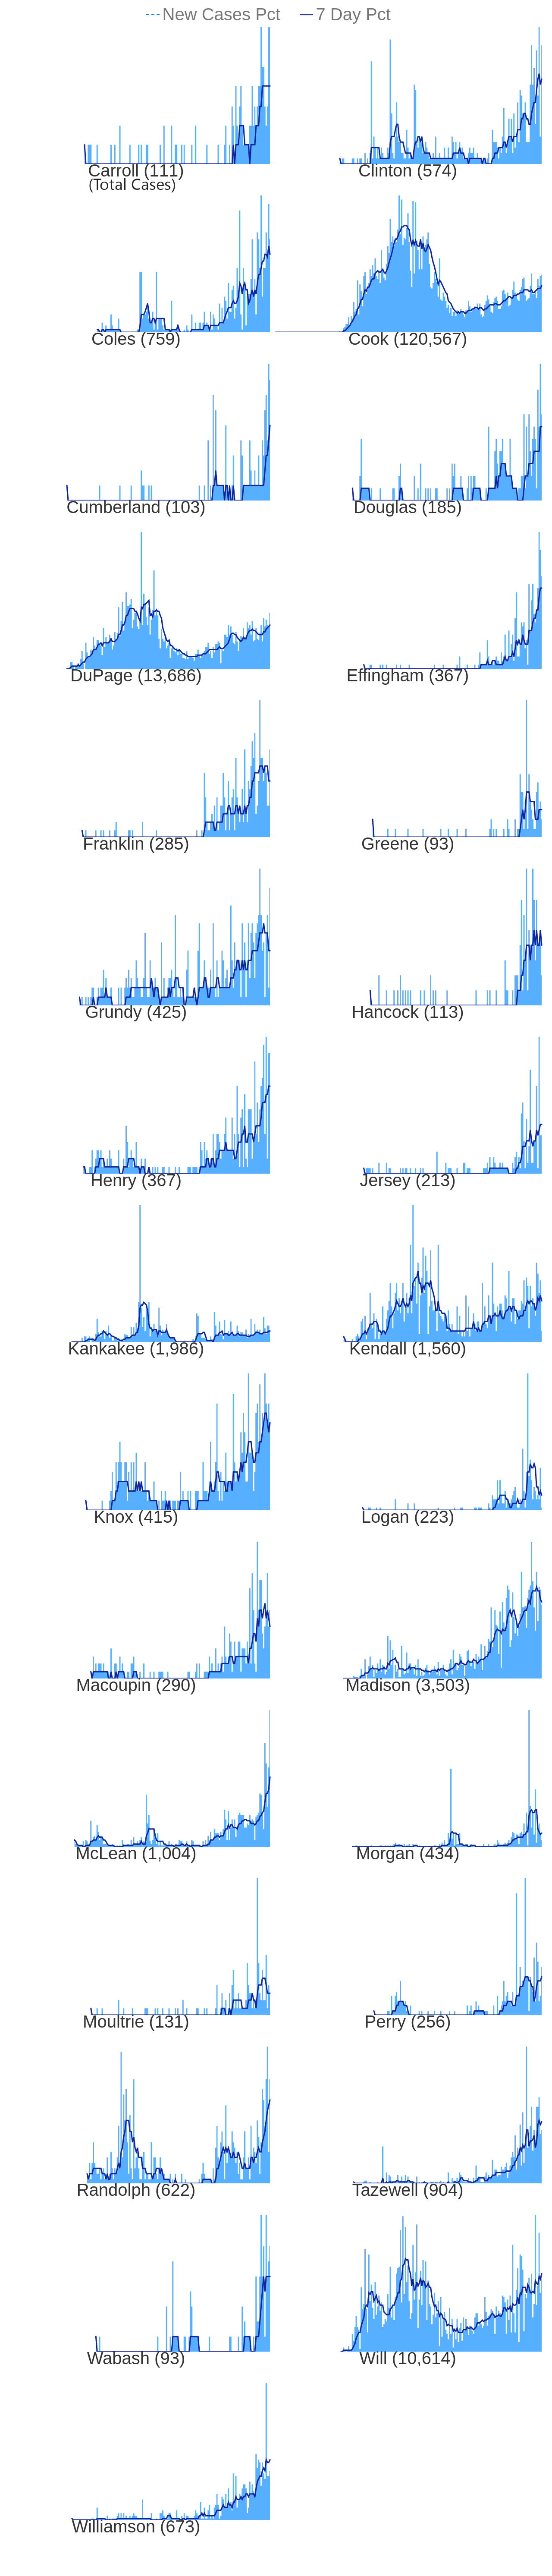 New Cases Pct 7 Day Pct
Carroll (111) Clinton (574)
(Total Cases)
Coles (759) Cook (120,567)
Cumberland (103) Douglas (185)
DuPage (13,686) Effingham (367)
Franklin (285) Greene (93)
Grundy (425) Hancock (113)
Henry (367) Jersey (213)
Kankakee (1,986) Kendall (1,560)
Knox (415) Logan (223)
Macoupin (290) Madison (3,503)
McLean (1,004) Morgan (434)
Moultrie (131) Perry (256)
Randolph (622) Tazewell (904)
Wabash (93) Will (10,614)
Williamson (673)